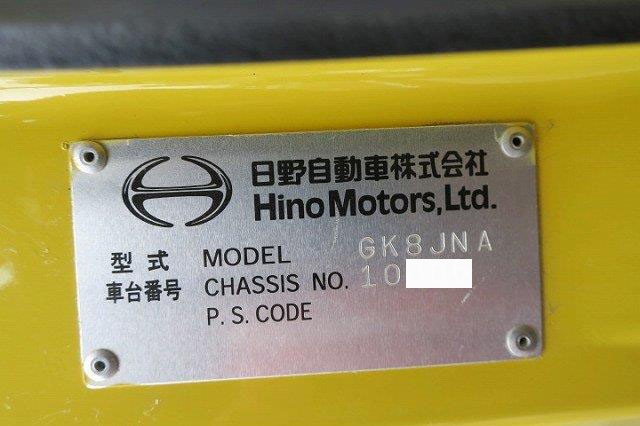 日野自動車株式会社
Hino Motors, Ltd.
型式 MODEL GK8JNA
車台番号 CHASSIS NO. 10
P. S. CODE